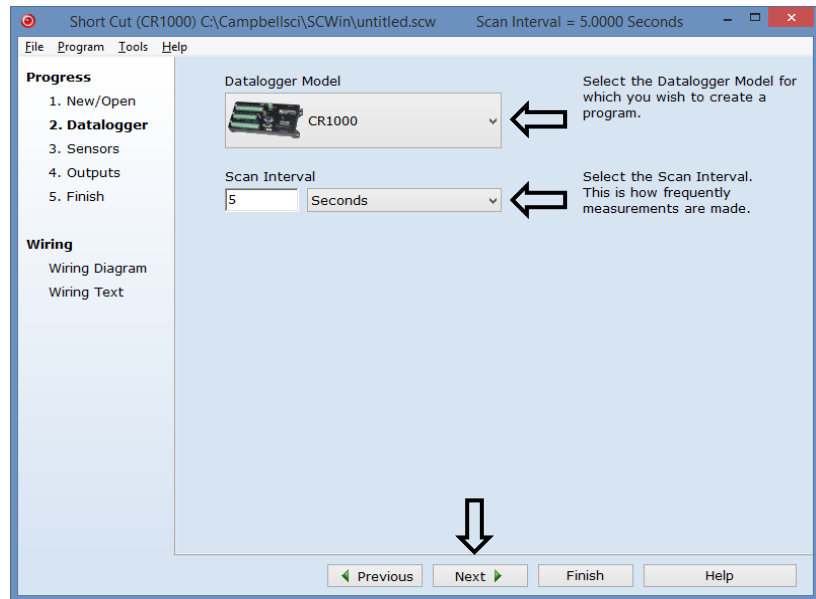 Short Cut (CR1000) C:\Campbellsci\SCWin\untitled.scw Scan Interval = 5.0000 Seconds
File Program Tools Help
Progress
1. New/Open
2. Datalogger
3. Sensors
4. Outputs
5. Finish
Wiring
Wiring Diagram
Wiring Text
Datalogger Model
CR1000
Select the Datalogger Model for
which you wish to create a
program.
Scan Interval
5 Seconds
Select the Scan Interval.
This is how frequently
measurements are made.
Previous Next Finish Help